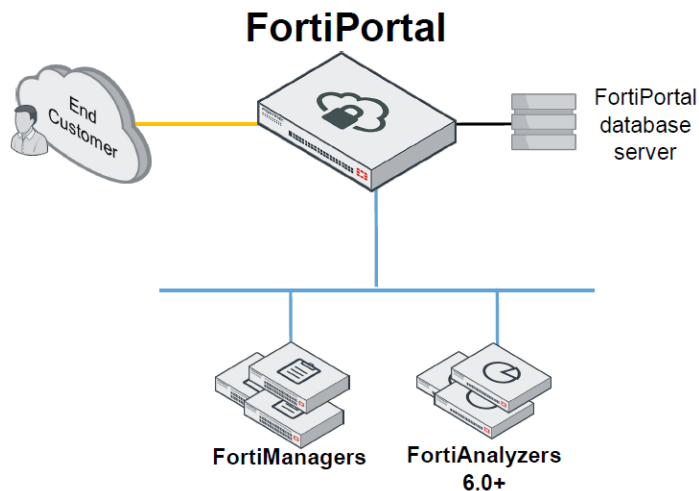 FortiPortal
End
Customer
FortiPortal
database
server
FortiManagers
FortiAnalyzers
6.0+